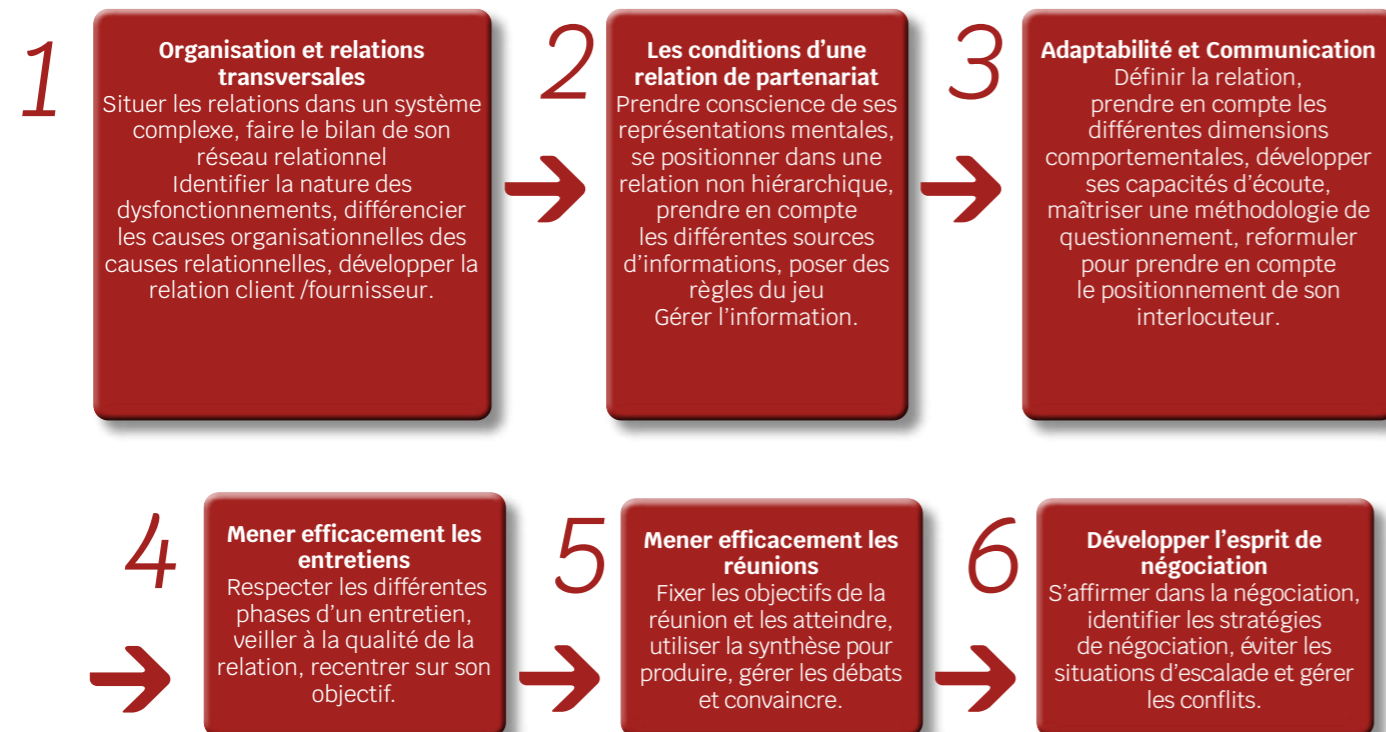 1
Organisation et relations
transversales
Situer les relations dans un système
complexe, faire le bilan de son
réseau relationnel
Identifier la nature des
dysfonctionnements, différencier
les causes organisationnelles des
causes relationnelles, développer la
relation client /fournisseur.
2
Les conditions d’une
relation de partenariat
Prendre conscience de ses
représentations mentales,
se positionner dans une
relation non hiérarchique,
prendre en compte
les différentes sources
d’informations, poser des
règles du jeu
Gérer l’information.
3
Adaptabilité et Communication
Définir la relation,
prendre en compte les
différentes dimensions
comportementales, développer
ses capacités d’écoute,
maîtriser une méthodologie de
questionnement, reformuler
pour prendre en compte
le positionnement de son
interlocuteur.
4
Mener efficacement les
entretiens
Respecter les différentes
phases d’un entretien,
veiller à la qualité de la
relation, recentrer sur son
objectif.
5
Mener efficacement les
réunions
Fixer les objectifs de la
réunion et les atteindre,
utiliser la synthèse pour
produire, gérer les débats
et convaincre.
6
Développer l’esprit de
négociation
S’affirmer dans la négociation,
identifier les stratégies
de négociation, éviter les
situations d’escalade et gérer
les conflits.